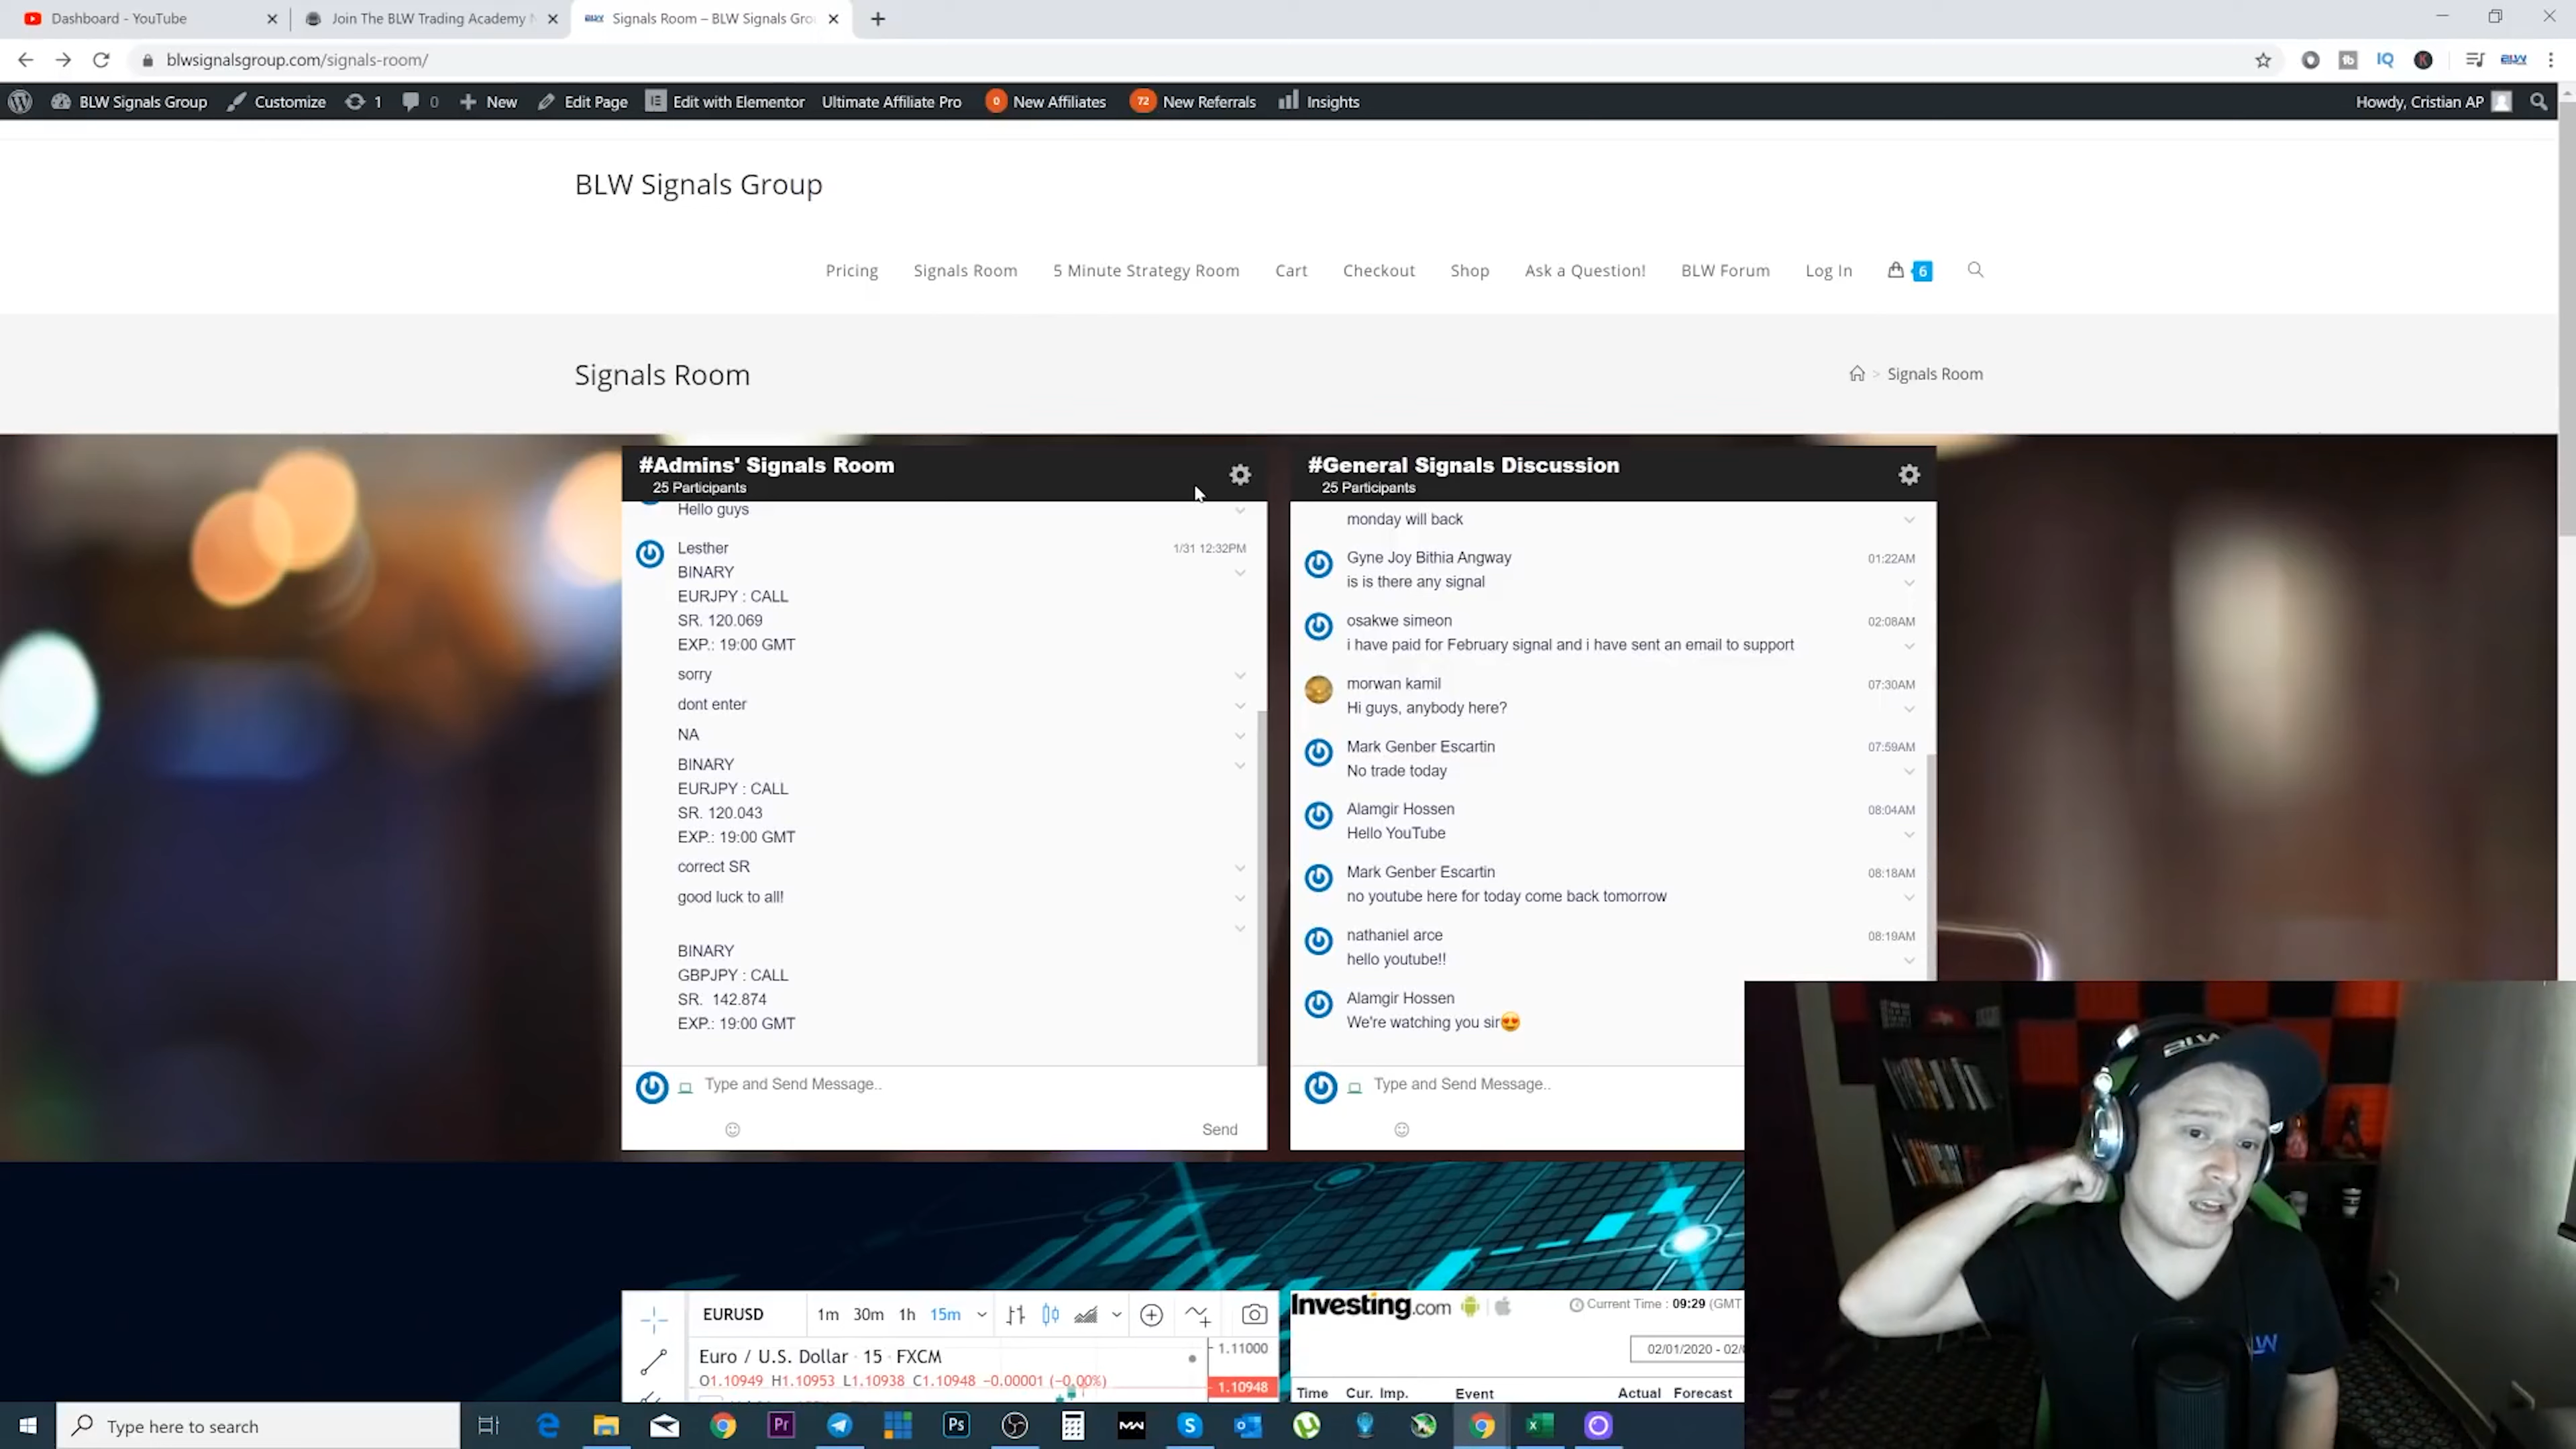 Dashboard - YouTube
Join The BLW Trading Academy
Signals Room – BLW Signals Gro
blwsignalsgroup.com/signals-room/
IQ
BLW
BLW Signals Group
Customize
1
0
New
Edit Page
Edit with Elementor
Ultimate Affiliate Pro
0 New Affiliates
72 New Referrals
Insights
Howdy, Cristian AP
BLW Signals Group
Pricing
Signals Room
5 Minute Strategy Room
Cart
Checkout
Shop
Ask a Question!
BLW Forum
Log In
6
Signals Room
> Signals Room
#Admins' Signals Room
25 Participants
Hello guys
Lesther 1/31 12:32PM
BINARY
EURJPY : CALL
SR. 120.069
EXP.: 19:00 GMT
sorry
dont enter
NA
BINARY
EURJPY : CALL
SR. 120.043
EXP.: 19:00 GMT
correct SR
good luck to all!
BINARY
GBPJPY : CALL
SR. 142.874
EXP.: 19:00 GMT
Type and Send Message..
Send
#General Signals Discussion
25 Participants
monday will back
Gyne Joy Bithia Angway 01:22AM
is is there any signal
osakwe simeon 02:08AM
i have paid for February signal and i have sent an email to support
morwan kamil 07:30AM
Hi guys, anybody here?
Mark Genber Escartin 07:59AM
No trade today
Alamgir Hossen 08:04AM
Hello YouTube
Mark Genber Escartin 08:18AM
no youtube here for today come back tomorrow
nathaniel arce 08:19AM
hello youtube!!
Alamgir Hossen
We're watching you sir😍
Type and Send Message..
BLW
EURUSD 1m 30m 1h 15m
Euro / U.S. Dollar · 15 · FXCM
O1.10949 H1.10953 L1.10938 C1.10948 −0.00001 (−0.00%)
1.11000
1.10948
Investing.com
Current Time : 09:29 (GMT
02/01/2020 - 02/
Time Cur. Imp. Event Actual Forecast
Type here to search
Pr
Ps